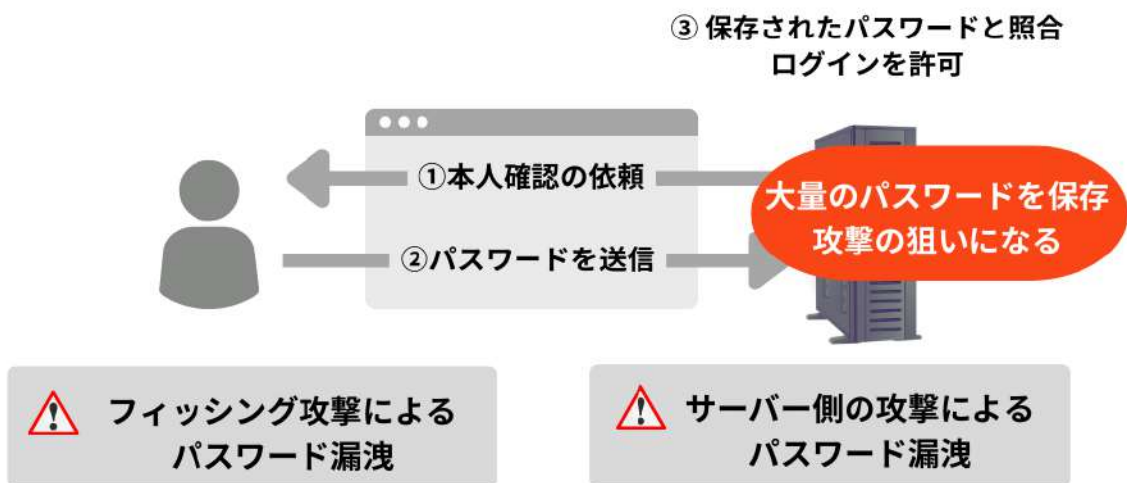 ③ 保存されたパスワードと照合
ログインを許可
①本人確認の依頼
大量のパスワードを保存
攻撃の狙いになる
②パスワードを送信
フィッシング攻撃による
パスワード漏洩
サーバー側の攻撃による
パスワード漏洩